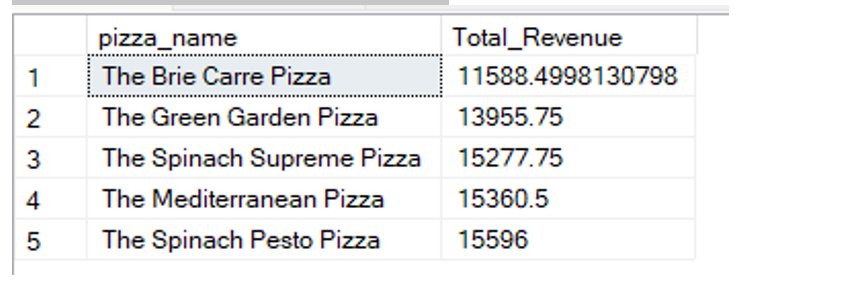 pizza_name Total_Revenue
1 The Brie Carre Pizza 11588.4998130798
2 The Green Garden Pizza 13955.75
3 The Spinach Supreme Pizza 15277.75
4 The Mediterranean Pizza 15360.5
5 The Spinach Pesto Pizza 15596